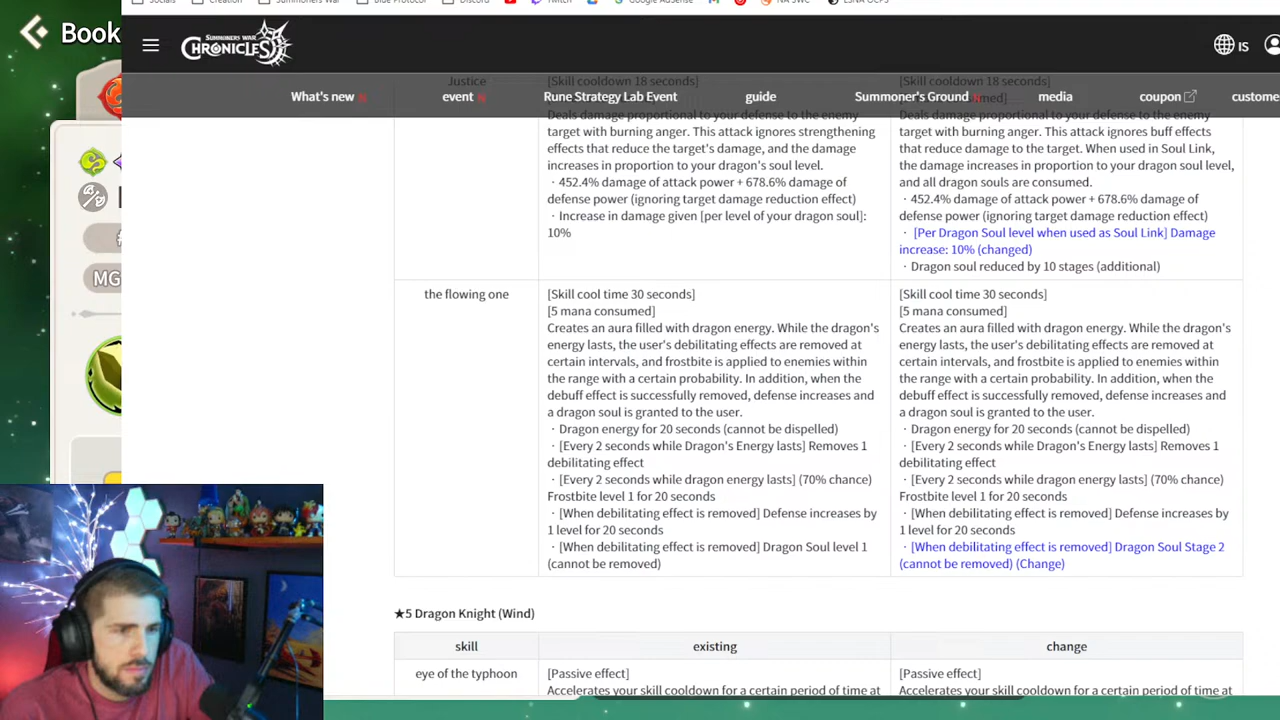 Socials Creation Summoners War Blue Protocol Discord Twitch Google AdSense NA SWC ESNA OCPS
Book
SUMMONERS WAR
CHRONICLES
IS
What's new event Rune Strategy Lab Event guide Summoner's Ground media coupon custome
Justice
[Skill cooldown 18 seconds]
Deals damage proportional to your defense to the enemy
target with burning anger. This attack ignores strengthening
effects that reduce the target's damage, and the damage
increases in proportion to your dragon's soul level.
· 452.4% damage of attack power + 678.6% damage of
defense power (ignoring target damage reduction effect)
· Increase in damage given [per level of your dragon soul]:
10%
[Skill cooldown 18 seconds]
Deals damage proportional to your defense to the enemy
target with burning anger. This attack ignores buff effects
that reduce damage to the target. When used in Soul Link,
the damage increases in proportion to your dragon soul level,
and all dragon souls are consumed.
· 452.4% damage of attack power + 678.6% damage of
defense power (ignoring target damage reduction effect)
· [Per Dragon Soul level when used as Soul Link] Damage
increase: 10% (changed)
· Dragon soul reduced by 10 stages (additional)
MG
the flowing one
[Skill cool time 30 seconds]
[5 mana consumed]
Creates an aura filled with dragon energy. While the dragon's
energy lasts, the user's debilitating effects are removed at
certain intervals, and frostbite is applied to enemies within
the range with a certain probability. In addition, when the
debuff effect is successfully removed, defense increases and
a dragon soul is granted to the user.
· Dragon energy for 20 seconds (cannot be dispelled)
· [Every 2 seconds while Dragon's Energy lasts] Removes 1
debilitating effect
· [Every 2 seconds while dragon energy lasts] (70% chance)
Frostbite level 1 for 20 seconds
· [When debilitating effect is removed] Defense increases by
1 level for 20 seconds
· [When debilitating effect is removed] Dragon Soul level 1
(cannot be removed)
[Skill cool time 30 seconds]
[5 mana consumed]
Creates an aura filled with dragon energy. While the dragon's
energy lasts, the user's debilitating effects are removed at
certain intervals, and frostbite is applied to enemies within
the range with a certain probability. In addition, when the
debuff effect is successfully removed, defense increases and
a dragon soul is granted to the user.
· Dragon energy for 20 seconds (cannot be dispelled)
· [Every 2 seconds while Dragon's Energy lasts] Removes 1
debilitating effect
· [Every 2 seconds while dragon energy lasts] (70% chance)
Frostbite level 1 for 20 seconds
· [When debilitating effect is removed] Defense increases by
1 level for 20 seconds
· [When debilitating effect is removed] Dragon Soul Stage 2
(cannot be removed) (Change)
★5 Dragon Knight (Wind)
skill existing change
eye of the typhoon
[Passive effect]
Accelerates your skill cooldown for a certain period of time at
[Passive effect]
Accelerates your skill cooldown for a certain period of time at